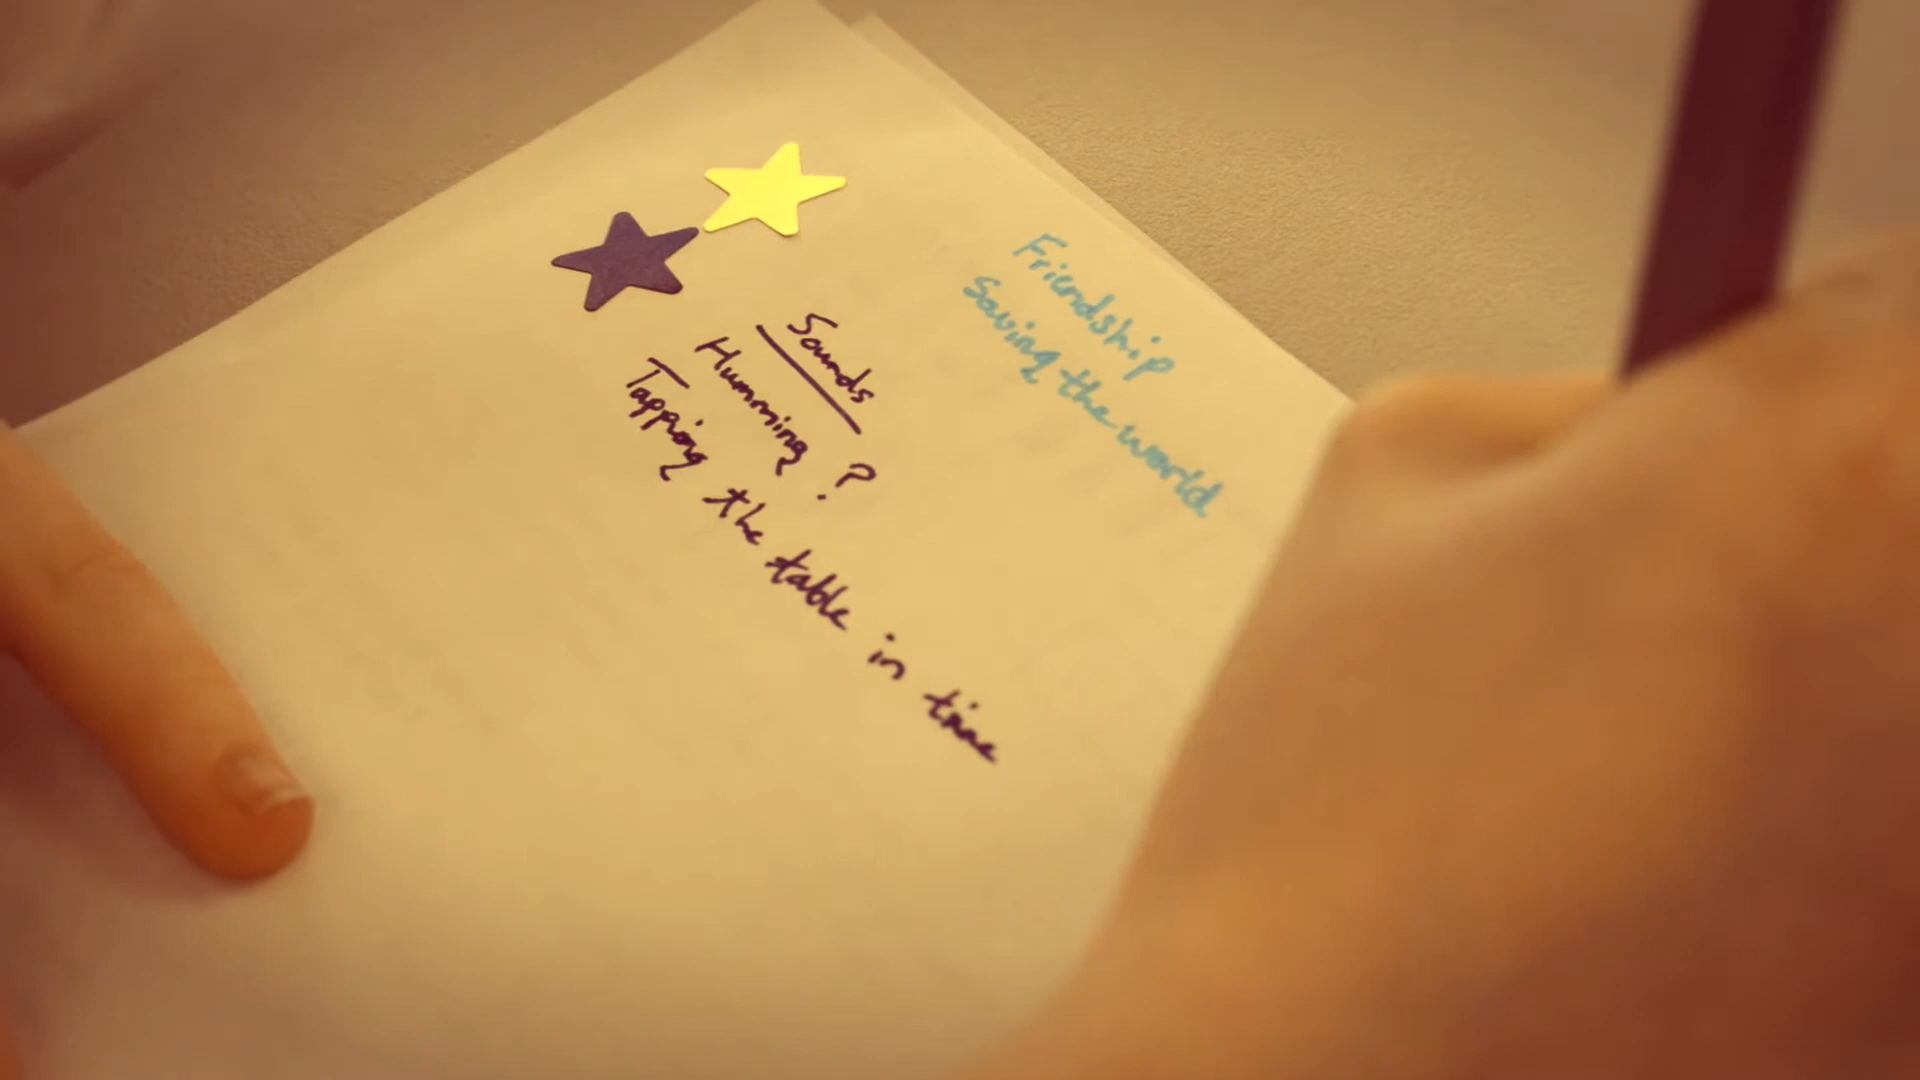 Friendship
Saving the world
Sounds
Humming?
Tapping the table in time